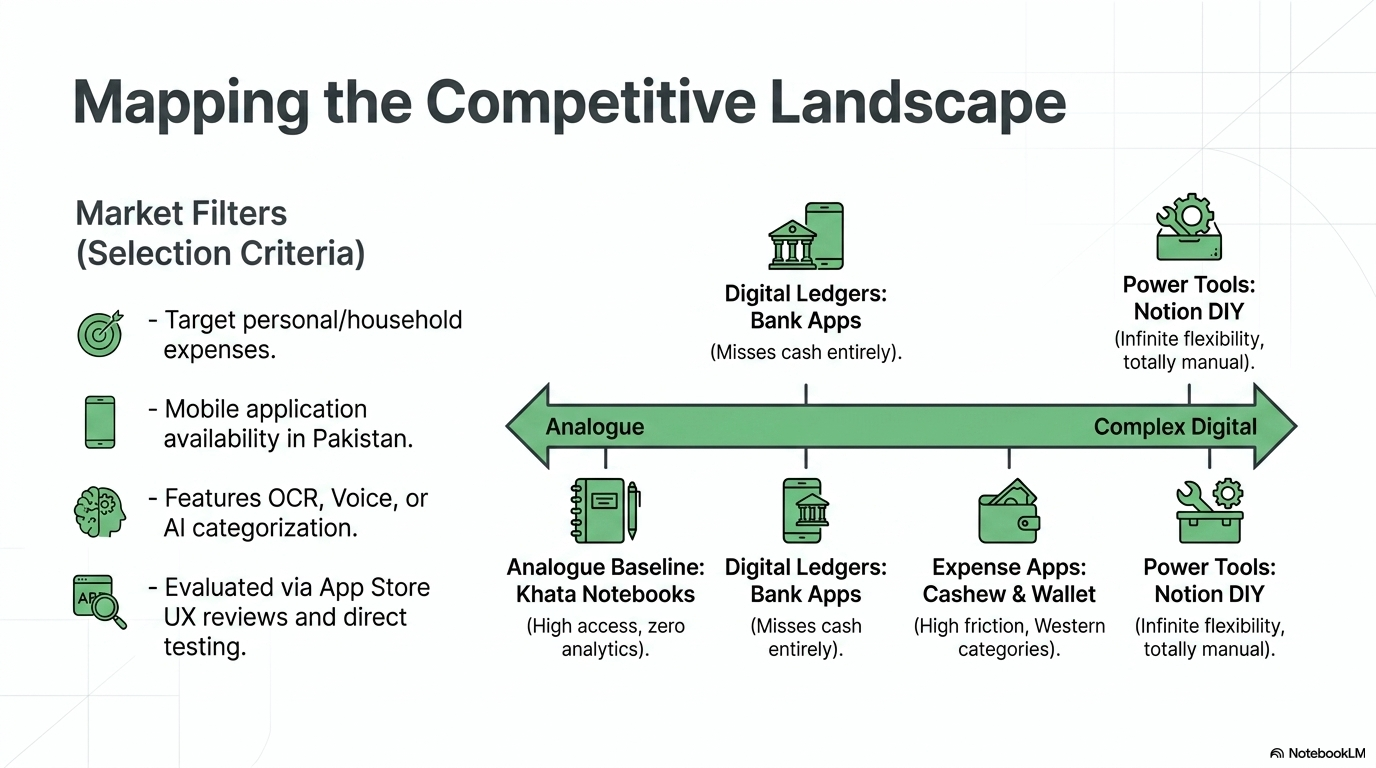 Mapping the Competitive Landscape
Market Filters
(Selection Criteria)
- Target personal/household
expenses.
- Mobile application
availability in Pakistan.
- Features OCR, Voice, or
AI categorization.
- Evaluated via App Store
UX reviews and direct
testing.
Digital Ledgers:
Bank Apps
(Misses cash entirely).
Power Tools:
Notion DIY
(Infinite flexibility,
totally manual).
Analogue
Complex Digital
Analogue Baseline:
Khata Notebooks
(High access, zero
analytics).
Digital Ledgers:
Bank Apps
(Misses cash
entirely).
Expense Apps:
Cashew & Wallet
(High friction, Western
categories).
Power Tools:
Notion DIY
(Infinite flexibility,
totally manual).
NotebookLM